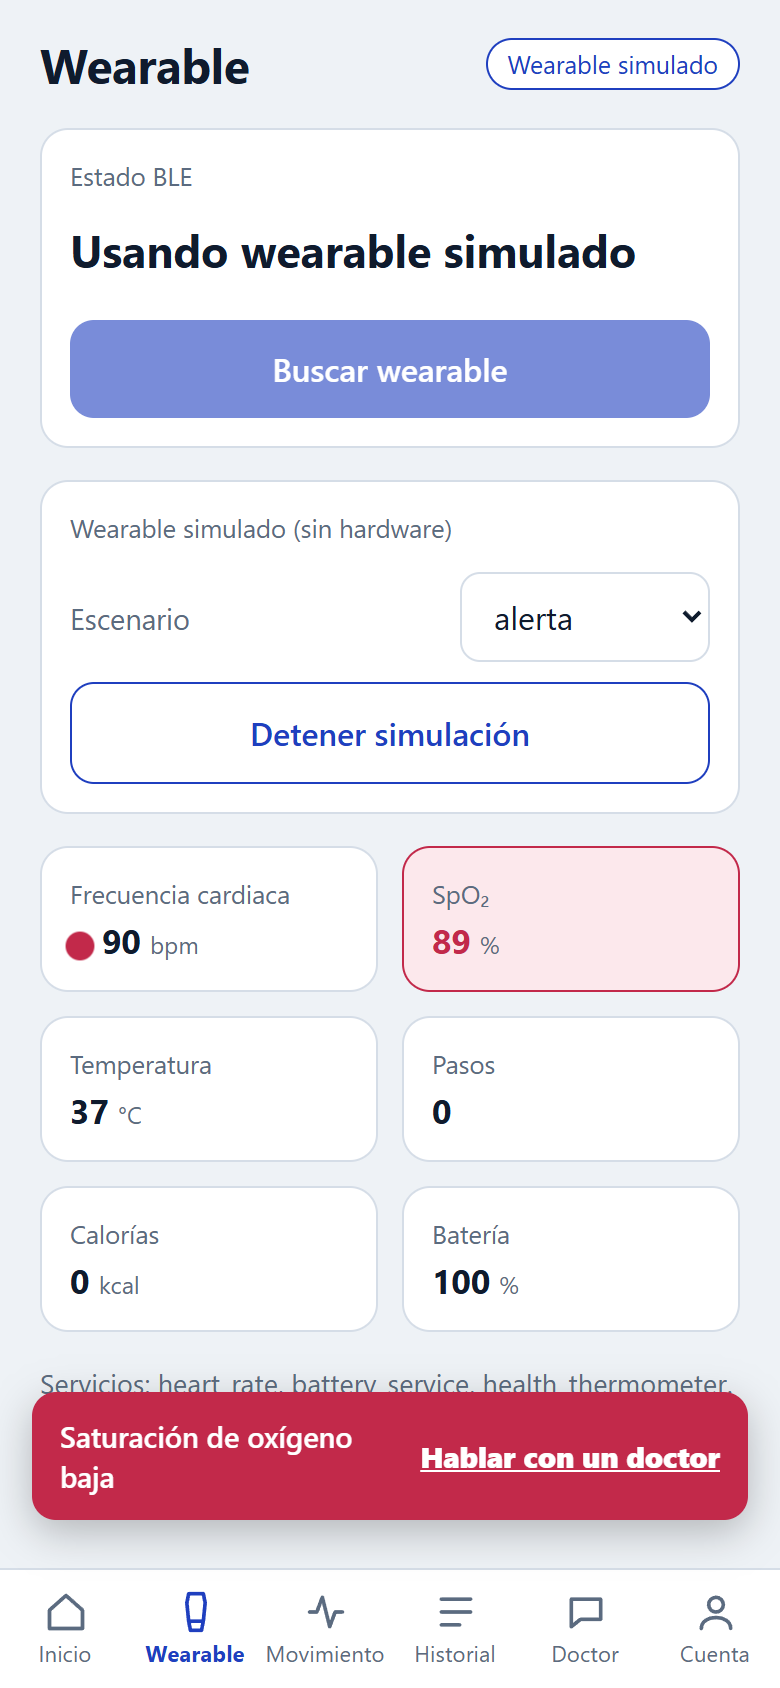 Wearable
Wearable simulado
Estado BLE
Usando wearable simulado
Buscar wearable
Wearable simulado (sin hardware)
Escenario
alerta
Detener simulación
Frecuencia cardiaca
90 bpm
SpO₂
89 %
Temperatura
37 °C
Pasos
0
Calorías
0 kcal
Batería
100 %
Servicios: heart_rate, battery_service, health_thermometer,
Saturación de oxígeno
baja
Hablar con un doctor
Inicio
Wearable
Movimiento
Historial
Doctor
Cuenta